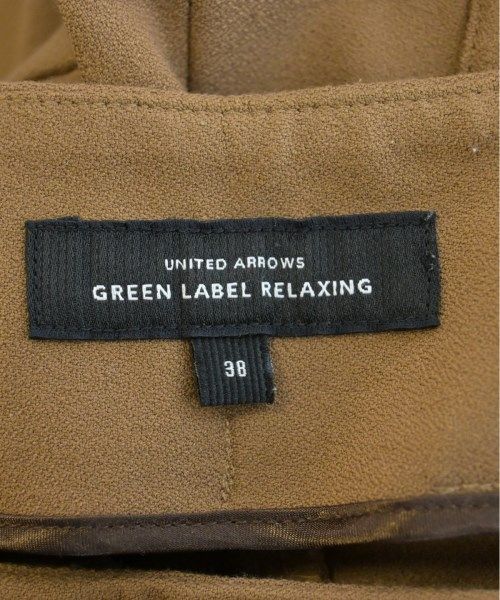 UNITED ARROWS
GREEN LABEL RELAXING
38